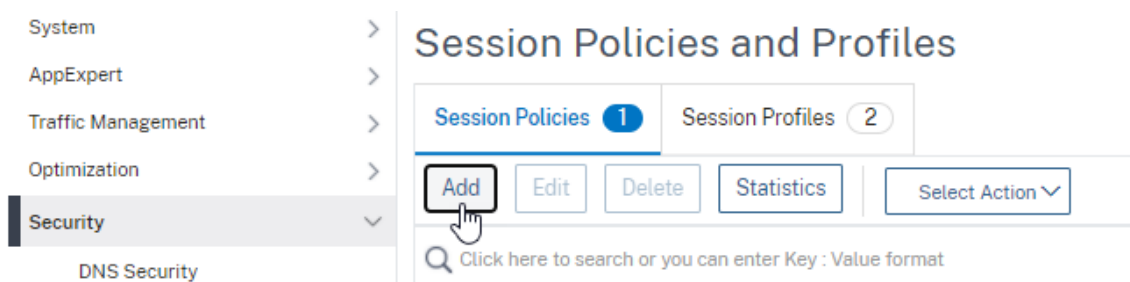 System
AppExpert
Traffic Management
Optimization
Security
DNS Security
Session Policies and Profiles
Session Policies 1 Session Profiles 2
Add Edit Delete Statistics Select Action
Click here to search or you can enter Key : Value format